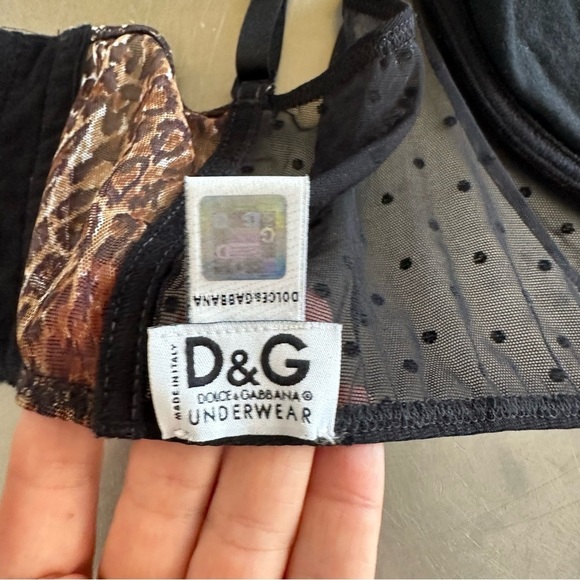 DOLCE&GABBANA
MADE IN ITALY
D&G
DOLCE & GABBANA ®
UNDERWEAR